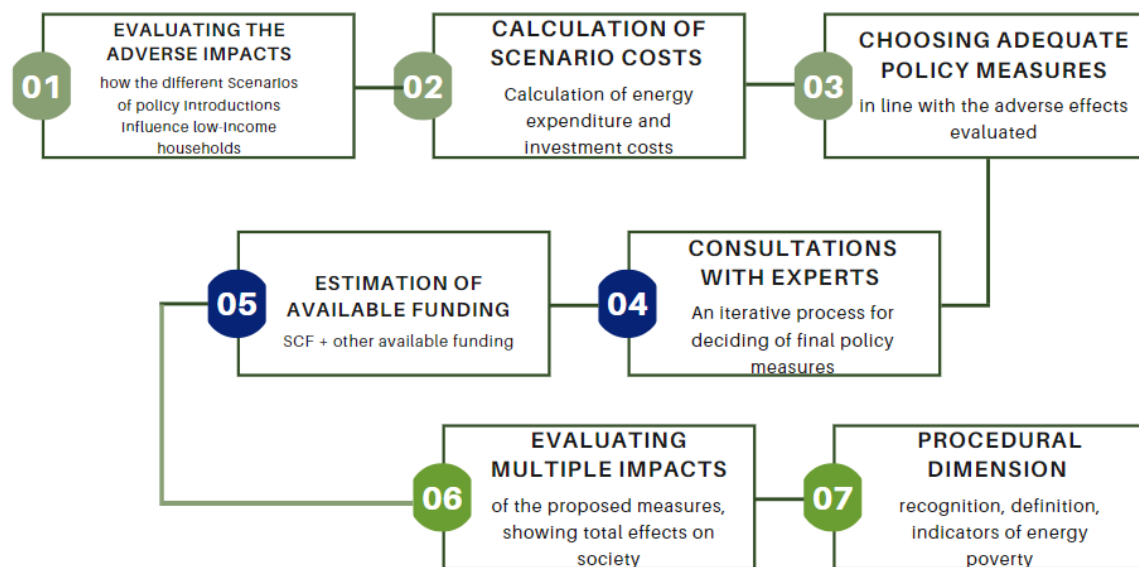 01
EVALUATING THE
ADVERSE IMPACTS
how the different Scenarios
of policy Introductions
Influence low-Income
households
02
CALCULATION OF
SCENARIO COSTS
Calculation of energy
expenditure and
investment costs
03
CHOOSING ADEQUATE
POLICY MEASURES
in line with the adverse effects
evaluated
04
CONSULTATIONS
WITH EXPERTS
An iterative process for
deciding of final policy
measures
05
ESTIMATION OF
AVAILABLE FUNDING
SCF + other available funding
06
EVALUATING
MULTIPLE IMPACTS
of the proposed measures,
showing total effects on
society
07
PROCEDURAL
DIMENSION
recognition, definition,
indicators of energy
poverty